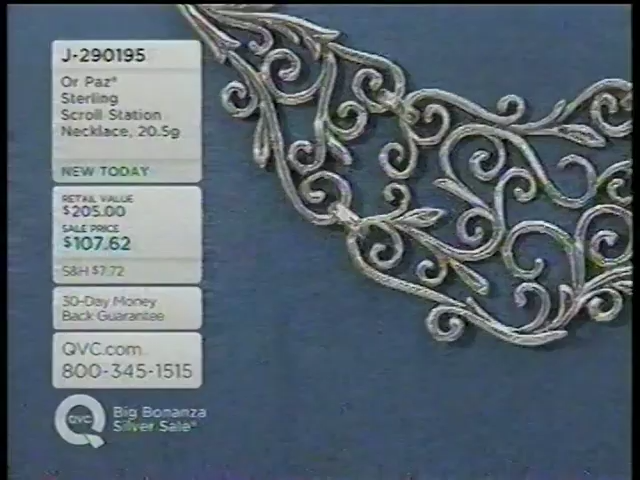 J-290195
Or Paz®
Sterling
Scroll Station
Necklace, 20.5g
NEW TODAY
RETAIL VALUE
$205.00
SALE PRICE
$107.62
S&H $7.72
30-Day Money
Back Guarantee
QVC.com
800-345-1515
QVC
Big Bonanza
Silver Sale®